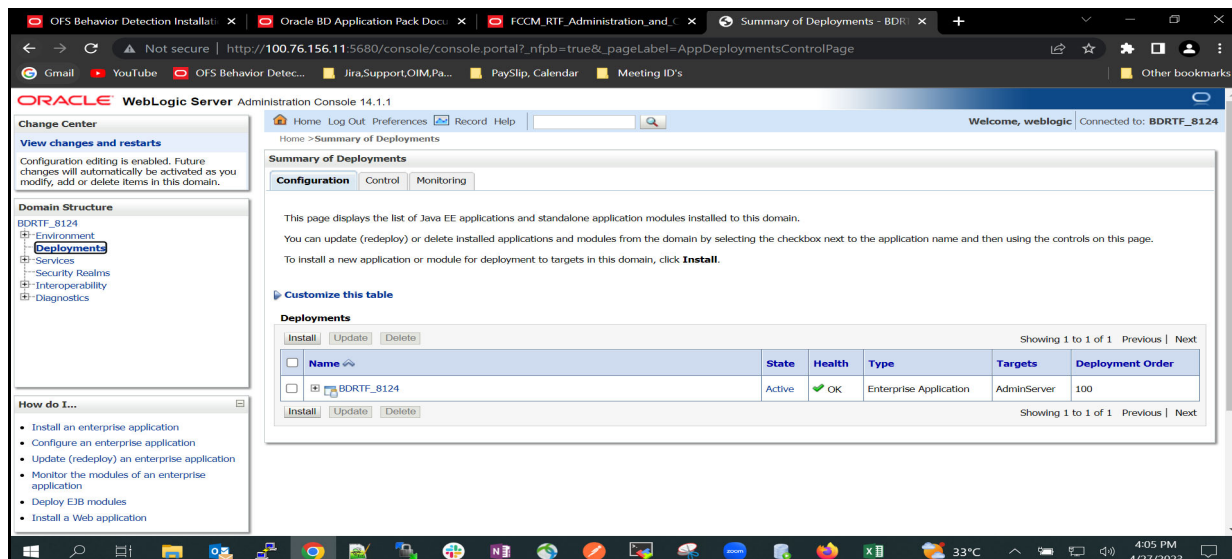 OFS Behavior Detection Installati
Oracle BD Application Pack Docu
FCCM_RTF_Administration_and_C
Summary of Deployments - BDRT
Not secure | http://100.76.156.11:5680/console/console.portal?_nfpb=true&_pageLabel=AppDeploymentsControlPage
Gmail YouTube OFS Behavior Detec... Jira,Support,OIM,Pa... PaySlip, Calendar Meeting ID's Other bookmarks
ORACLE WebLogic Server Administration Console 14.1.1
Change Center
View changes and restarts
Configuration editing is enabled. Future
changes will automatically be activated as you
modify, add or delete items in this domain.
Domain Structure
BDRTF_8124
Environment
Deployments
Services
Security Realms
Interoperability
Diagnostics
How do I...
Install an enterprise application
Configure an enterprise application
Update (redeploy) an enterprise application
Monitor the modules of an enterprise
application
Deploy EJB modules
Install a Web application
Home Log Out Preferences Record Help
Welcome, weblogic Connected to: BDRTF_8124
Home >Summary of Deployments
Summary of Deployments
Configuration Control Monitoring
This page displays the list of Java EE applications and standalone application modules installed to this domain.
You can update (redeploy) or delete installed applications and modules from the domain by selecting the checkbox next to the application name and then using the controls on this page.
To install a new application or module for deployment to targets in this domain, click Install.
Customize this table
Deployments
Install Update Delete Showing 1 to 1 of 1 Previous | Next
Name State Health Type Targets Deployment Order
BDRTF_8124 Active OK Enterprise Application AdminServer 100
Install Update Delete Showing 1 to 1 of 1 Previous | Next
33°C 4:05 PM